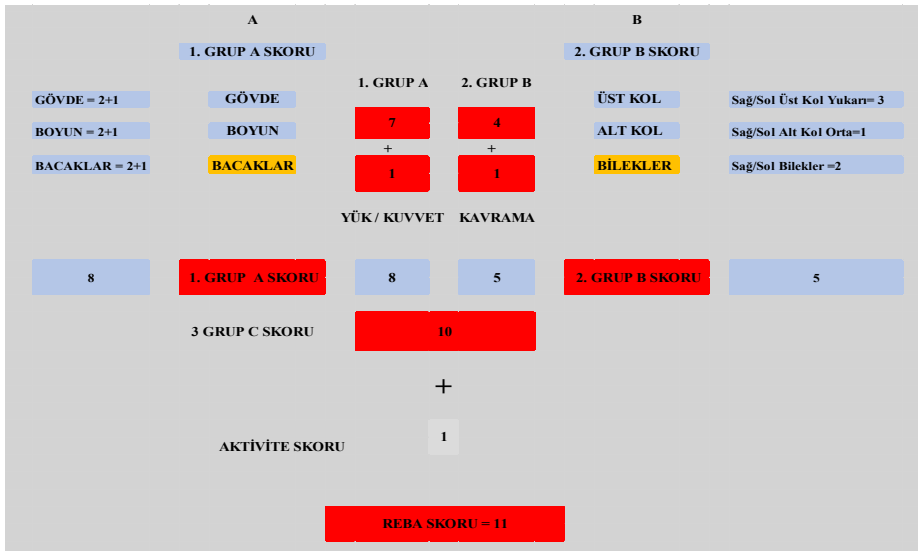 A B
1. GRUP A SKORU 2. GRUP B SKORU
1. GRUP A 2. GRUP B
GÖVDE = 2+1 GÖVDE ÜST KOL Sağ/Sol Üst Kol Yukarı= 3
7 4
BOYUN = 2+1 BOYUN ALT KOL Sağ/Sol Alt Kol Orta=1
+ +
BACAKLAR = 2+1 BACAKLAR 1 1 BİLEKLER Sağ/Sol Bilekler =2
YÜK / KUVVET KAVRAMA
8 1. GRUP A SKORU 8 5 2. GRUP B SKORU 5
3 GRUP C SKORU 10
+
AKTİVİTE SKORU 1
REBA SKORU = 11